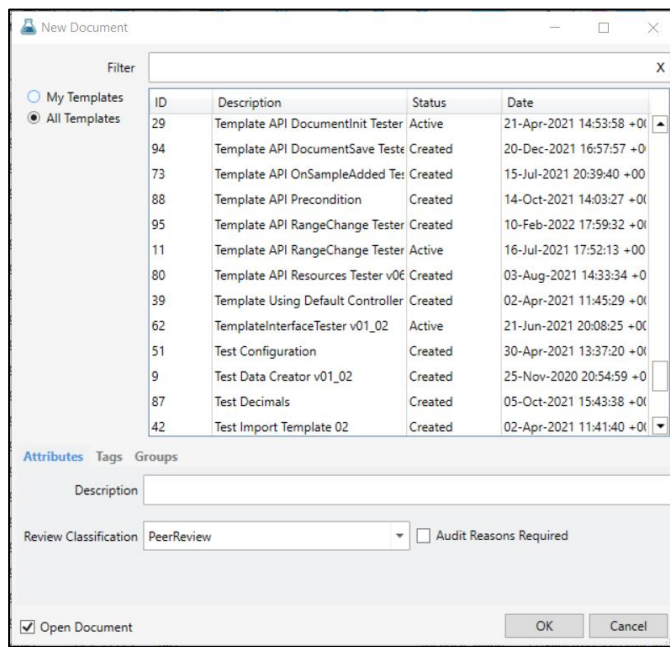 New Document
Filter
X
My Templates
All Templates
ID Description Status Date
29 Template API DocumentInit Tester Active 21-Apr-2021 14:53:58 +0(
94 Template API DocumentSave Teste Created 20-Dec-2021 16:57:57 +0
73 Template API OnSampleAdded Tes Created 15-Jul-2021 20:39:40 +00
88 Template API Precondition Created 14-Oct-2021 14:03:27 +0(
95 Template API RangeChange Tester Created 10-Feb-2022 17:59:32 +0(
11 Template API RangeChange Tester Active 16-Jul-2021 17:52:13 +00
80 Template API Resources Tester v06 Created 03-Aug-2021 14:33:34 +0
39 Template Using Default Controller Created 02-Apr-2021 11:45:29 +0(
62 TemplateInterfaceTester v01_02 Active 21-Jun-2021 20:08:25 +0(
51 Test Configuration Created 30-Apr-2021 13:37:20 +0(
9 Test Data Creator v01_02 Created 25-Nov-2020 20:54:59 +0
87 Test Decimals Created 05-Oct-2021 15:43:38 +0(
42 Test Import Template 02 Created 02-Apr-2021 11:41:40 +0(
Attributes Tags Groups
Description
Review Classification PeerReview Audit Reasons Required
Open Document OK Cancel